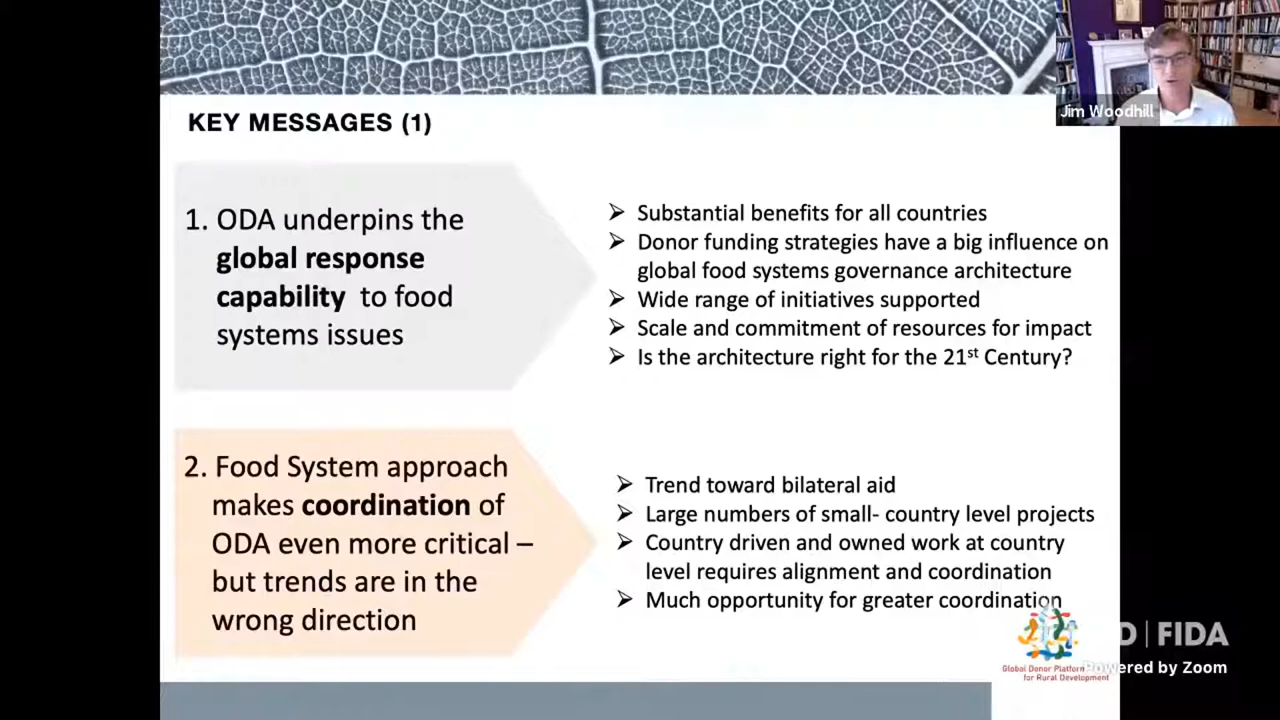 Jim Woodhill
KEY MESSAGES (1)
1. ODA underpins the
global response
capability to food
systems issues
➢ Substantial benefits for all countries
➢ Donor funding strategies have a big influence on
global food systems governance architecture
➢ Wide range of initiatives supported
➢ Scale and commitment of resources for impact
➢ Is the architecture right for the 21st Century?
2. Food System approach
makes coordination of
ODA even more critical –
but trends are in the
wrong direction
➢ Trend toward bilateral aid
➢ Large numbers of small- country level projects
➢ Country driven and owned work at country
level requires alignment and coordination
➢ Much opportunity for greater coordination
D | FIDA
Global Donor Platform
for Rural Development
Powered by Zoom